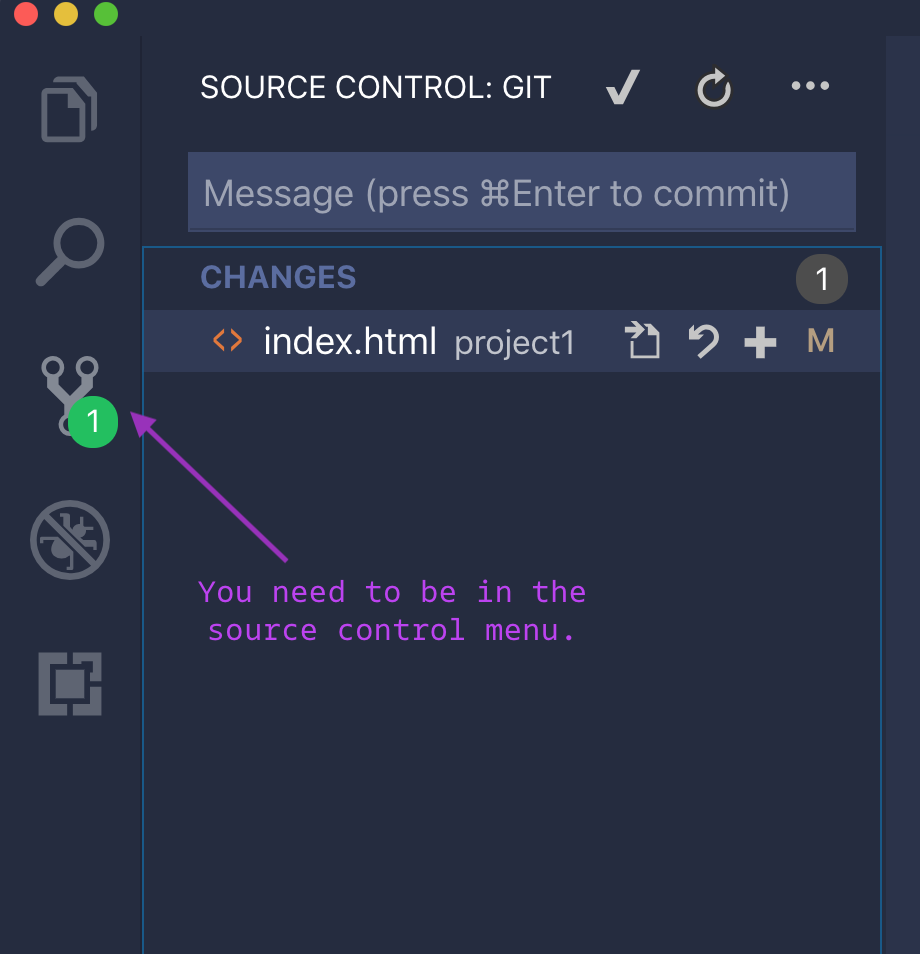 SOURCE CONTROL: GIT
Message (press ⌘Enter to commit)
CHANGES 1
index.html project1 M
1
You need to be in the
source control menu.